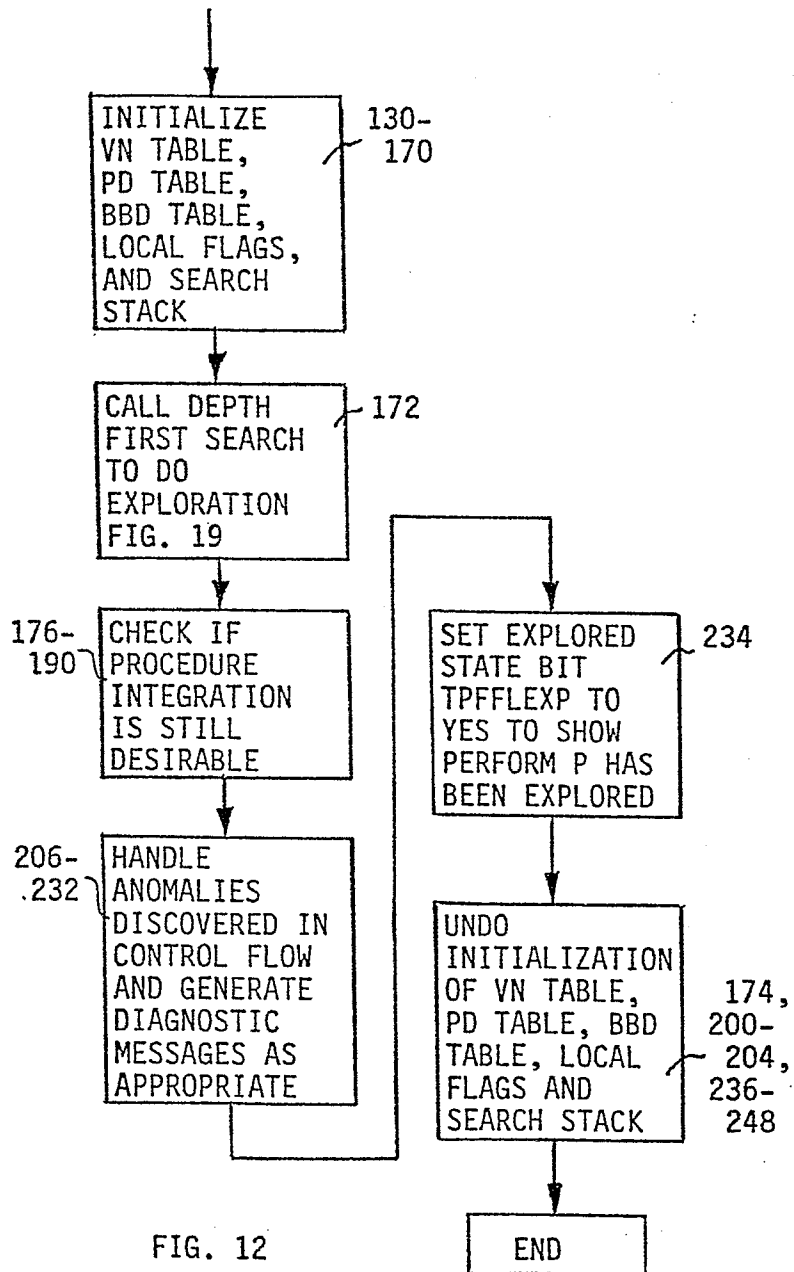 INITIALIZE
VN TABLE,
PD TABLE,
BBD TABLE,
LOCAL FLAGS,
AND SEARCH
STACK
130-
170
CALL DEPTH
FIRST SEARCH
TO DO
EXPLORATION
FIG. 19
172
176-
190
CHECK IF
PROCEDURE
INTEGRATION
IS STILL
DESIRABLE
206-
232
HANDLE
ANOMALIES
DISCOVERED IN
CONTROL FLOW
AND GENERATE
DIAGNOSTIC
MESSAGES AS
APPROPRIATE
SET EXPLORED
STATE BIT
TPFFLEXP TO
YES TO SHOW
PERFORM P HAS
BEEN EXPLORED
234
UNDO
INITIALIZATION
OF VN TABLE,
PD TABLE, BBD
TABLE, LOCAL
FLAGS AND
SEARCH STACK
174,
200-
204,
236-
248
END
FIG. 12